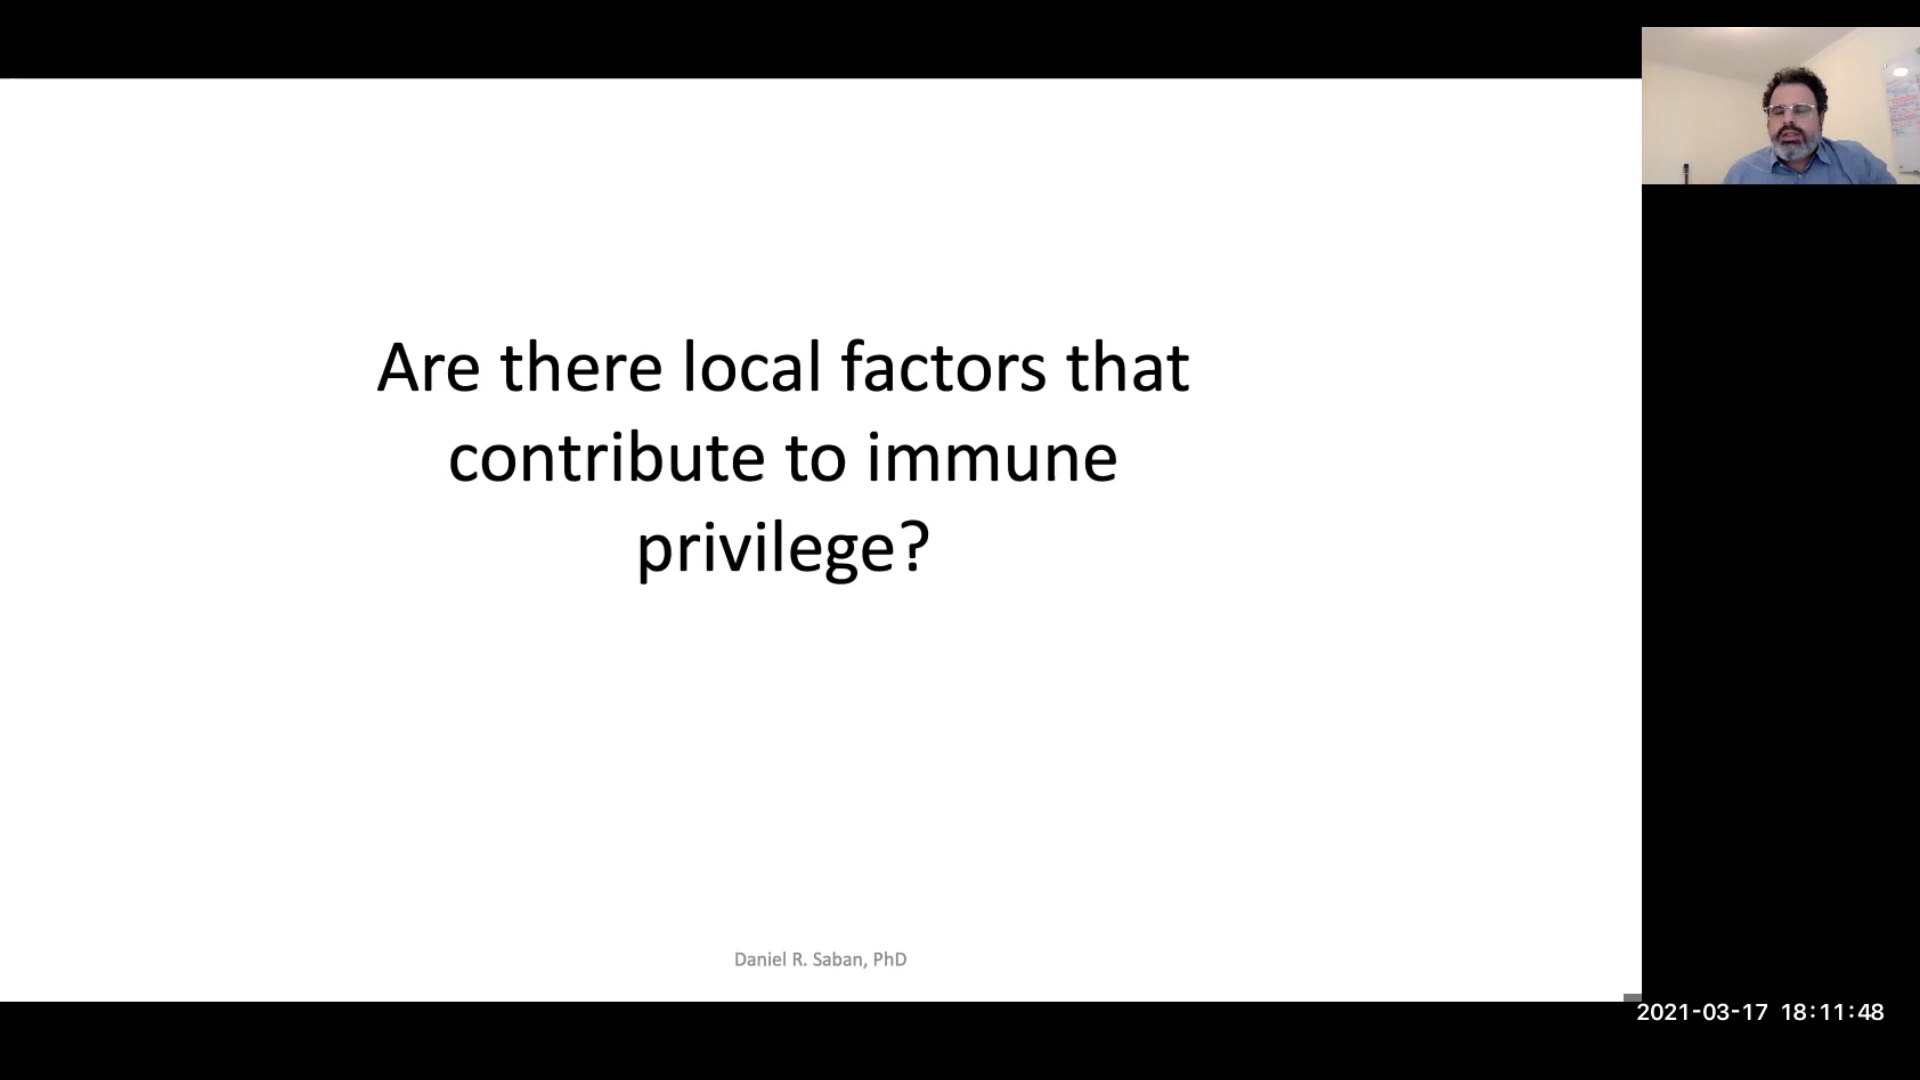 Are there local factors that
contribute to immune
privilege?
Daniel R. Saban, PhD
2021-03-17 18:11:48